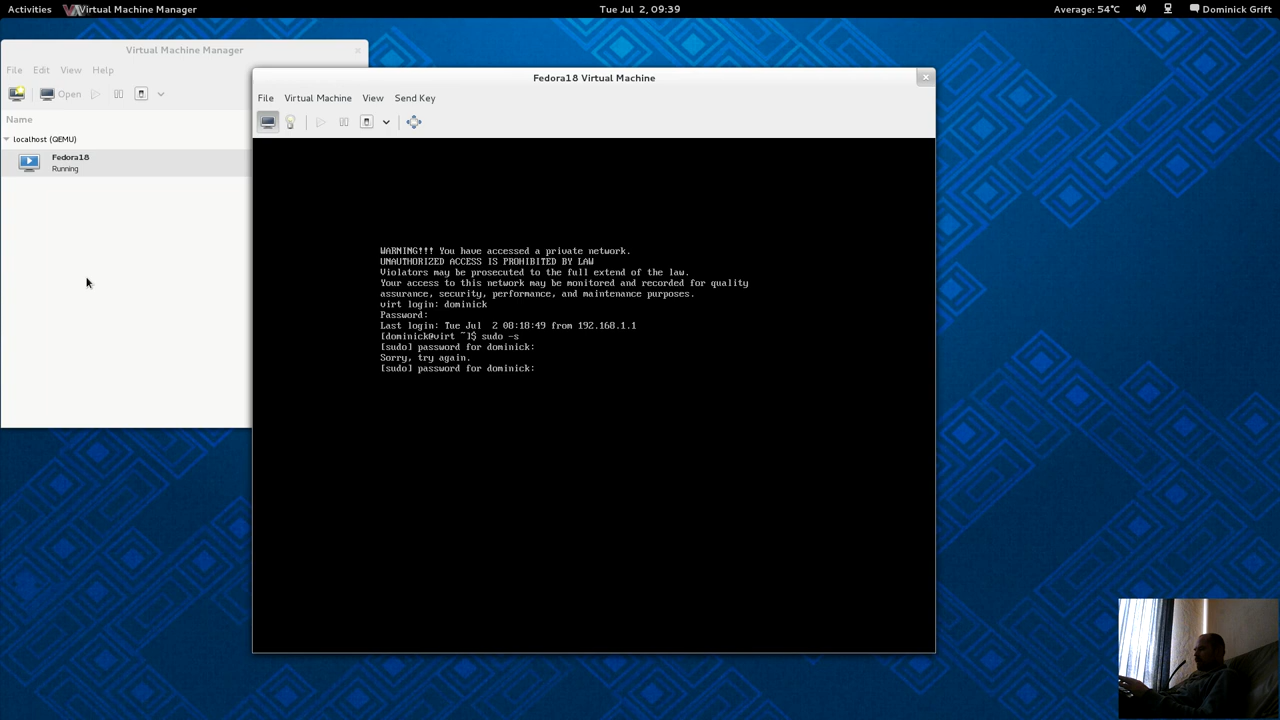 Activities Virtual Machine Manager Tue Jul 2, 09:39 Average: 54°C Dominick Grift
Virtual Machine Manager
File Edit View Help
Open
Name
localhost (QEMU)
Fedora18
Running
Fedora18 Virtual Machine
File Virtual Machine View Send Key
WARNING!!! You have accessed a private network.
UNAUTHORIZED ACCESS IS PROHIBITED BY LAW
Violators may be prosecuted to the full extend of the law.
Your access to this network may be monitored and recorded for quality
assurance, security, performance, and maintenance purposes.
virt login: dominick
Password:
Last login: Tue Jul  2 08:18:49 from 192.168.1.1
[dominick@virt ~]$ sudo -s
[sudo] password for dominick:
Sorry, try again.
[sudo] password for dominick: